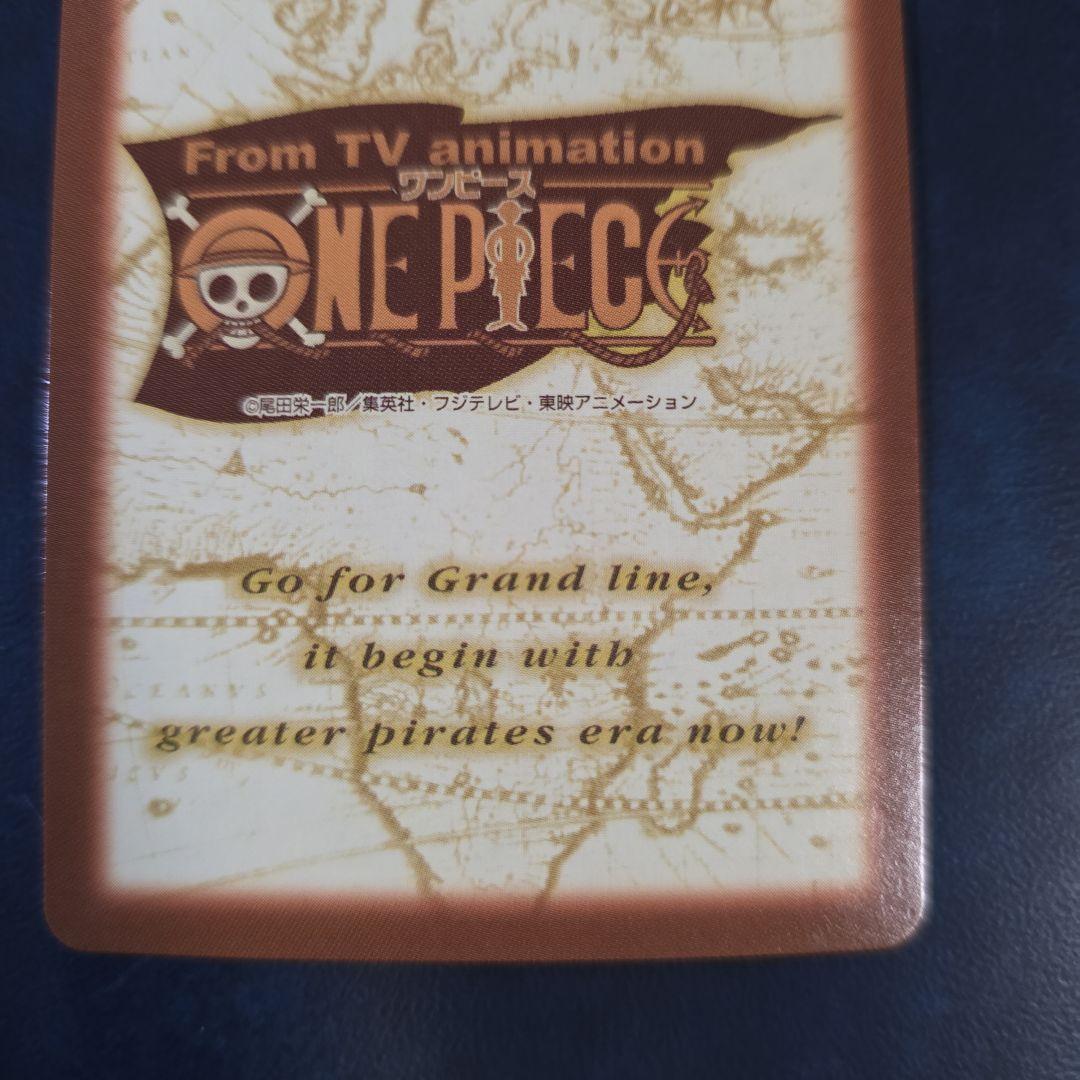 From TV animation
ワンピース
ONE PIECE
©尾田栄一郎／集英社・フジテレビ・東映アニメーション
Go for Grand line,
it begin with
greater pirates era now!